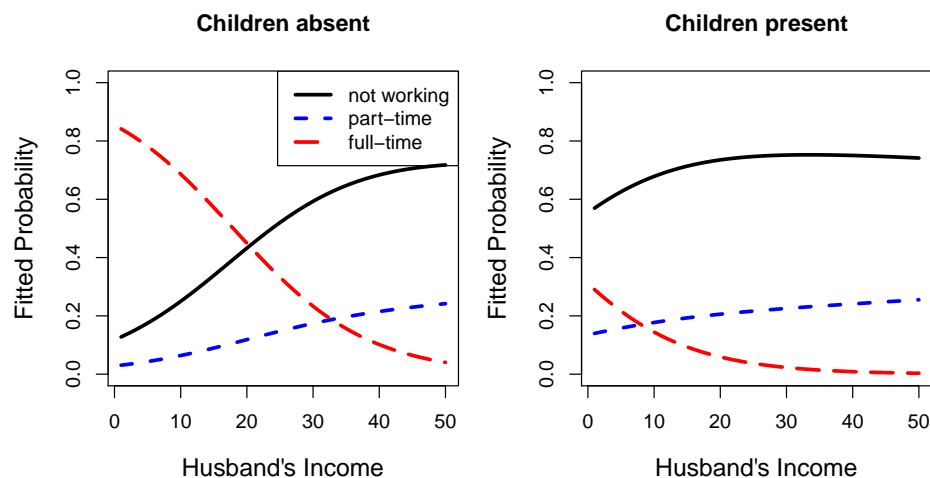 Children absent
Fitted Probability
1.0
0.8
0.6
0.4
0.2
0.0
not working
part−time
full−time
0 10 20 30 40 50
Husband's Income
Children present
Fitted Probability
1.0
0.8
0.6
0.4
0.2
0.0
0 10 20 30 40 50
Husband's Income